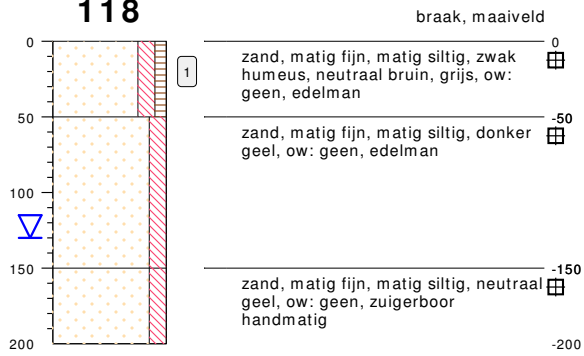 118
braak, maaiveld
0
0
zand, matig fijn, matig siltig, zwak
humeus, neutraal bruin, grijs, ow:
geen, edelman
1
50
-50
zand, matig fijn, matig siltig, donker
geel, ow: geen, edelman
100
150
-150
zand, matig fijn, matig siltig, neutraal
geel, ow: geen, zuigerboor
handmatig
200
-200